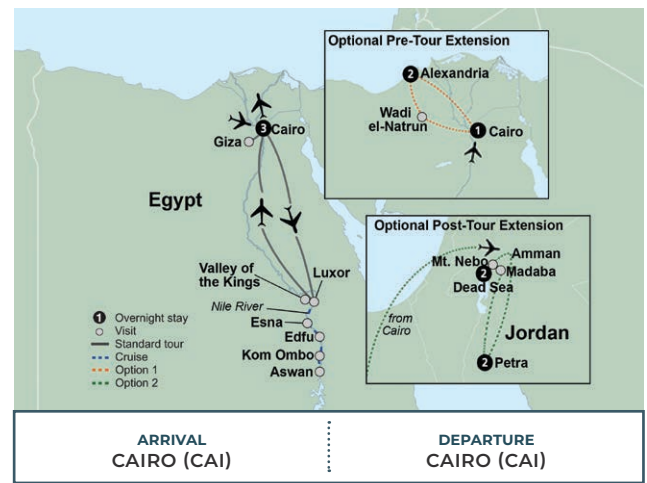 Optional Pre-Tour Extension
2 Alexandria
Wadi
el-Natrun
1 Cairo
3 Cairo
Giza
Egypt
Optional Post-Tour Extension
Amman
Mt. Nebo
Madaba
2
Dead Sea
from
Cairo
Jordan
2 Petra
Valley of
the Kings
Luxor
Nile River
Esna
Edfu
Kom Ombo
Aswan
1 Overnight stay
Visit
Standard tour
Cruise
Option 1
Option 2
ARRIVAL
CAIRO (CAI)
DEPARTURE
CAIRO (CAI)